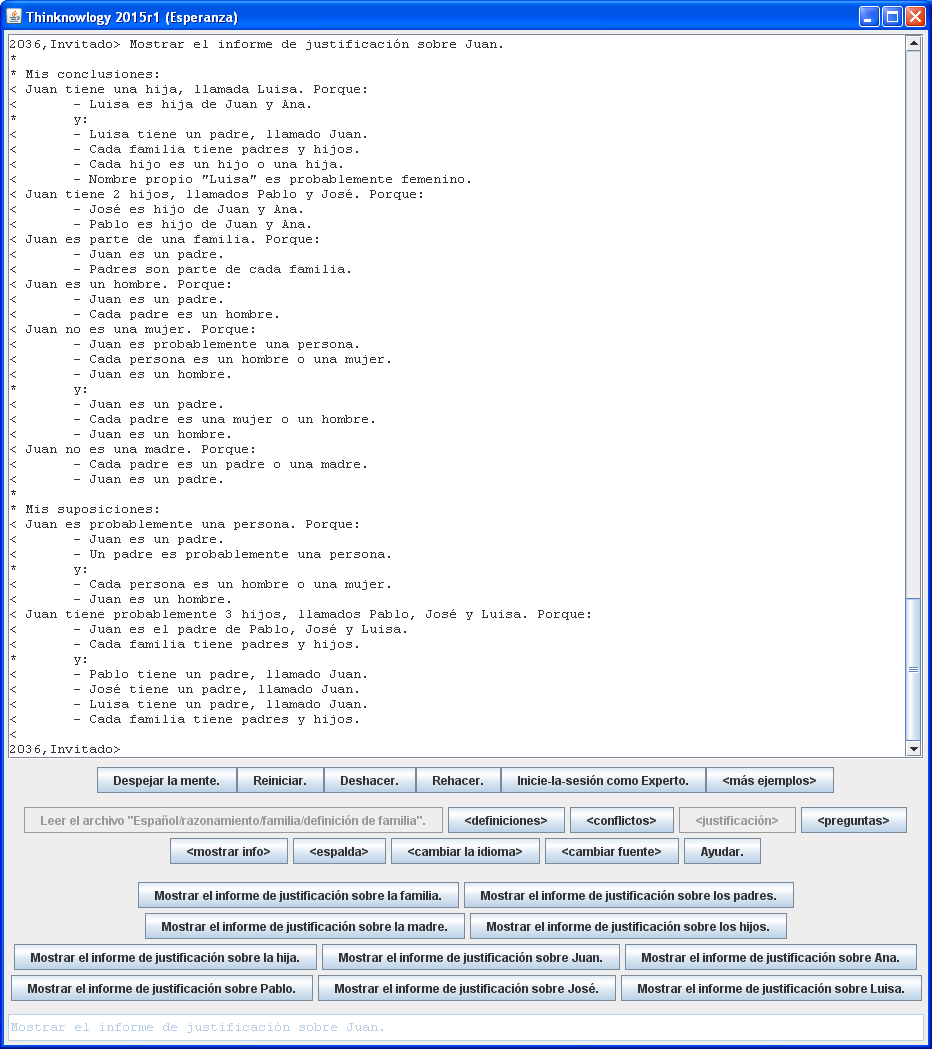 Thinknowlogy 2015r1 (Esperanza)
2036,Invitado> Mostrar el informe de justificación sobre Juan.
*
* Mis conclusiones:
< Juan tiene una hija, llamada Luisa. Porque:
<       - Luisa es hija de Juan y Ana.
*       y:
<       - Luisa tiene un padre, llamado Juan.
<       - Cada familia tiene padres y hijos.
<       - Cada hijo es un hijo o una hija.
<       - Nombre propio "Luisa" es probablemente femenino.
< Juan tiene 2 hijos, llamados Pablo y José. Porque:
<       - José es hijo de Juan y Ana.
<       - Pablo es hijo de Juan y Ana.
< Juan es parte de una familia. Porque:
<       - Juan es un padre.
<       - Padres son parte de cada familia.
< Juan es un hombre. Porque:
<       - Juan es un padre.
<       - Cada padre es un hombre.
< Juan no es una mujer. Porque:
<       - Juan es probablemente una persona.
<       - Cada persona es un hombre o una mujer.
<       - Juan es un hombre.
*       y:
<       - Juan es un padre.
<       - Cada padre es una mujer o un hombre.
<       - Juan es un hombre.
< Juan no es una madre. Porque:
<       - Cada padre es un padre o una madre.
<       - Juan es un padre.
*
* Mis suposiciones:
< Juan es probablemente una persona. Porque:
<       - Juan es un padre.
<       - Un padre es probablemente una persona.
*       y:
<       - Cada persona es un hombre o una mujer.
<       - Juan es un hombre.
< Juan tiene probablemente 3 hijos, llamados Pablo, José y Luisa. Porque:
<       - Juan es el padre de Pablo, José y Luisa.
<       - Cada familia tiene padres y hijos.
*       y:
<       - Pablo tiene un padre, llamado Juan.
<       - José tiene un padre, llamado Juan.
<       - Luisa tiene un padre, llamado Juan.
<       - Cada familia tiene padres y hijos.
<
2036,Invitado>
Despejar la mente. Reiniciar. Deshacer. Rehacer. Inicie-la-sesión como Experto. <más ejemplos>
Leer el archivo "Español/razonamiento/familia/definición de familia". <definiciones> <conflictos> <justificación> <preguntas>
<mostrar info> <espalda> <cambiar la idioma> <cambiar fuente> Ayudar.
Mostrar el informe de justificación sobre la familia. Mostrar el informe de justificación sobre los padres.
Mostrar el informe de justificación sobre la madre. Mostrar el informe de justificación sobre los hijos.
Mostrar el informe de justificación sobre la hija. Mostrar el informe de justificación sobre Juan. Mostrar el informe de justificación sobre Ana.
Mostrar el informe de justificación sobre Pablo. Mostrar el informe de justificación sobre José. Mostrar el informe de justificación sobre Luisa.
Mostrar el informe de justificación sobre Juan.